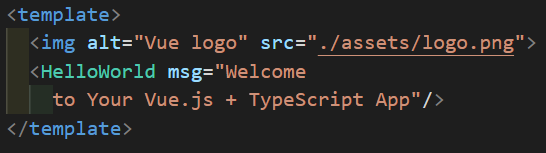 <template>
  <img alt="Vue logo" src="./assets/logo.png">
  <HelloWorld msg="Welcome
    to Your Vue.js + TypeScript App"/>
</template>